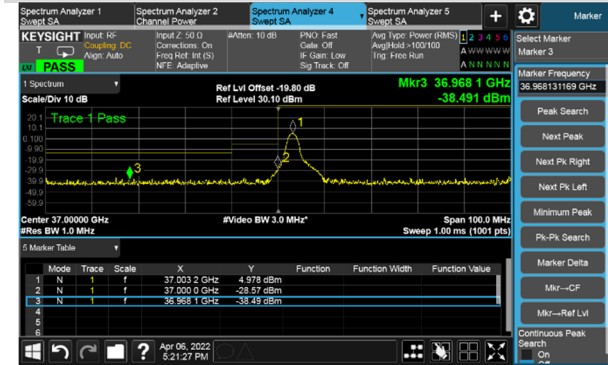 Spectrum Analyzer 1
Swept SA
Spectrum Analyzer 2
Channel Power
Spectrum Analyzer 4
Swept SA
Spectrum Analyzer 5
Swept SA
+
Marker
KEYSIGHT
T
PASS
Input: RF
Coupling: DC
Align: Auto
Input Z: 50 Ω
Corrections: On
Freq Ref: Int (S)
NFE: Adaptive
#Atten: 10 dB
PNO: Fast
Gate: Off
IF Gain: Low
Sig Track: Off
Avg Type: Power (RMS)
Avg|Hold >100/100
Trig: Free Run
1 2 3 4 5 6
A W W W W W
A N N N N N
Select Marker
Marker 3
Marker Frequency
36.968131169 GHz
1 Spectrum
Scale/Div 10 dB
Ref Lvl Offset -19.80 dB
Ref Level 30.10 dBm
Mkr3 36.968 1 GHz
-38.491 dBm
Trace 1 Pass
20.1
10.1
0.100
-9.90
-19.9
-29.9
-39.9
-49.9
-59.9
1
2
3
Center 37.00000 GHz
#Res BW 1.0 MHz
#Video BW 3.0 MHz*
Span 100.0 MHz
Sweep 1.00 ms (1001 pts)
5 Marker Table
Mode Trace Scale X Y Function Function Width Function Value
1 N 1 f 37.003 2 GHz 4.978 dBm
2 N 1 f 37.000 0 GHz -28.57 dBm
3 N 1 f 36.968 1 GHz -38.49 dBm
4
5
6
Peak Search
Next Peak
Next Pk Right
Next Pk Left
Minimum Peak
Pk-Pk Search
Marker Delta
Mkr→CF
Mkr→Ref Lvl
Continuous Peak
Search
On
Off
?
Apr 06, 2022
5:21:27 PM